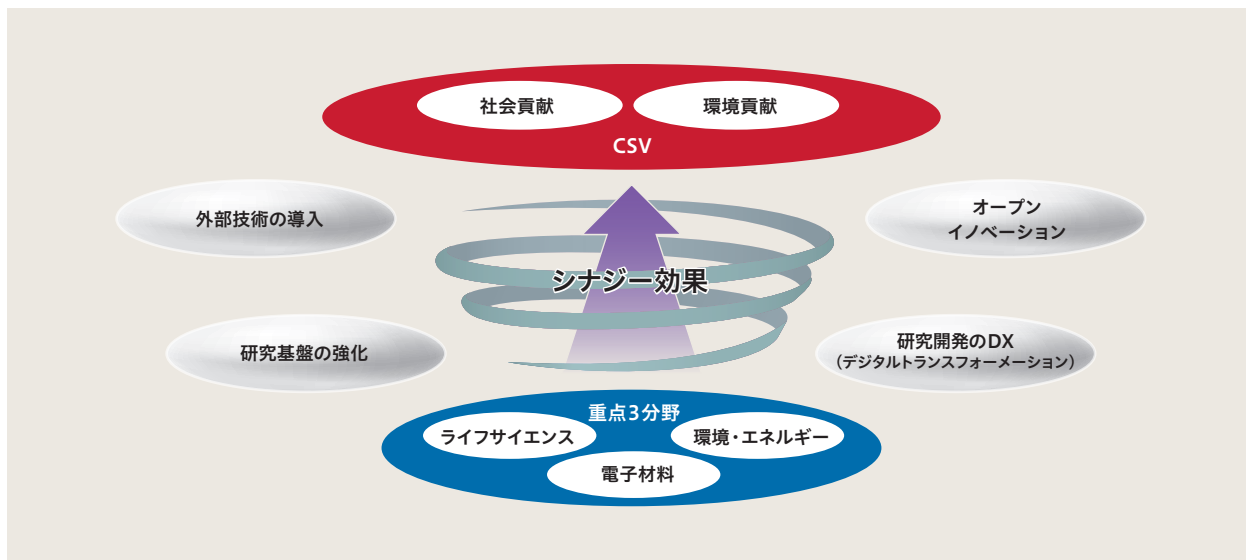 社会貢献
環境貢献
CSV
外部技術の導入
オープン
イノベーション
シナジー効果
研究基盤の強化
研究開発のDX
（デジタルトランスフォーメーション）
重点3分野
ライフサイエンス
環境・エネルギー
電子材料